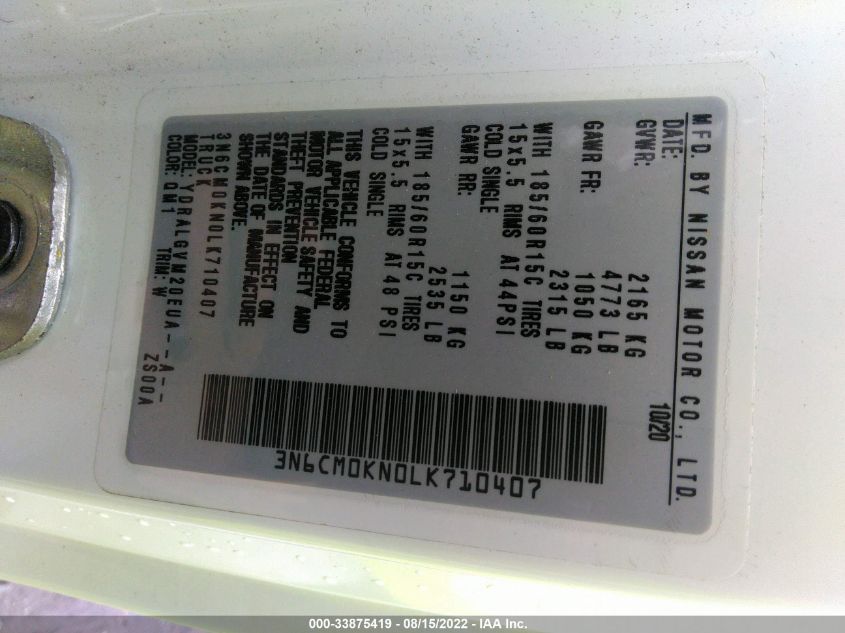 MFD. BY NISSAN MOTOR CO., LTD.
DATE: 10/20
GVWR: 2165 KG
4773 LB
GAWR FR: 1050 KG
2315 LB
WITH 185/60R15C TIRES
15x5.5 RIMS AT 44PSI
COLD SINGLE
GAWR RR: 1150 KG
2535 LB
WITH 185/60R15C TIRES
15x5.5 RIMS AT 48 PSI
COLD SINGLE
THIS VEHICLE CONFORMS TO
ALL APPLICABLE FEDERAL
MOTOR VEHICLE SAFETY AND
THEFT PREVENTION
STANDARDS IN EFFECT ON
THE DATE OF MANUFACTURE
SHOWN ABOVE.
3N6CM0KN0LK710407
TRUCK
3N6CM0KN0LK710407
MODEL: YDRALGVM20EUA--A--
COLOR: QM1 TRIM: W ZS00A
000-33875419 - 08/15/2022 - IAA Inc.